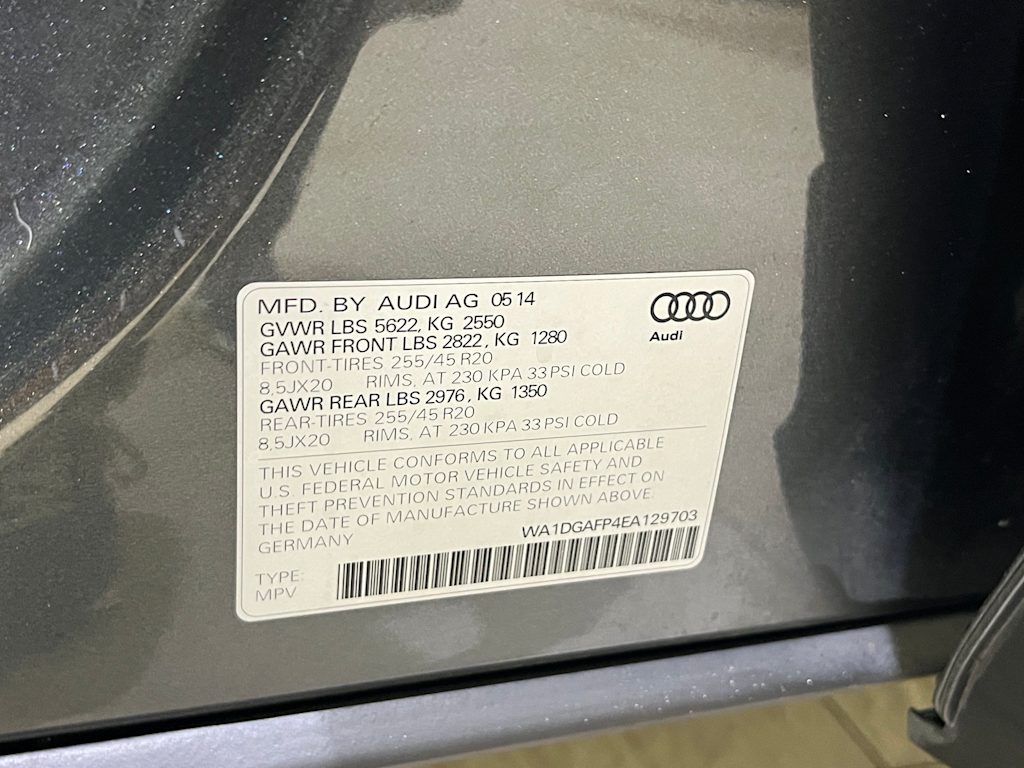 MFD. BY AUDI AG 05 14
GVWR LBS 5622, KG 2550
GAWR FRONT LBS 2822, KG 1280
FRONT-TIRES 255/45 R20
8,5JX20 RIMS, AT 230 KPA 33 PSI COLD
GAWR REAR LBS 2976, KG 1350
REAR-TIRES 255/45 R20
8,5JX20 RIMS, AT 230 KPA 33 PSI COLD
Audi
THIS VEHICLE CONFORMS TO ALL APPLICABLE
U.S. FEDERAL MOTOR VEHICLE SAFETY AND
THEFT PREVENTION STANDARDS IN EFFECT ON
THE DATE OF MANUFACTURE SHOWN ABOVE.
GERMANY
WA1DGAFP4EA129703
TYPE:
MPV